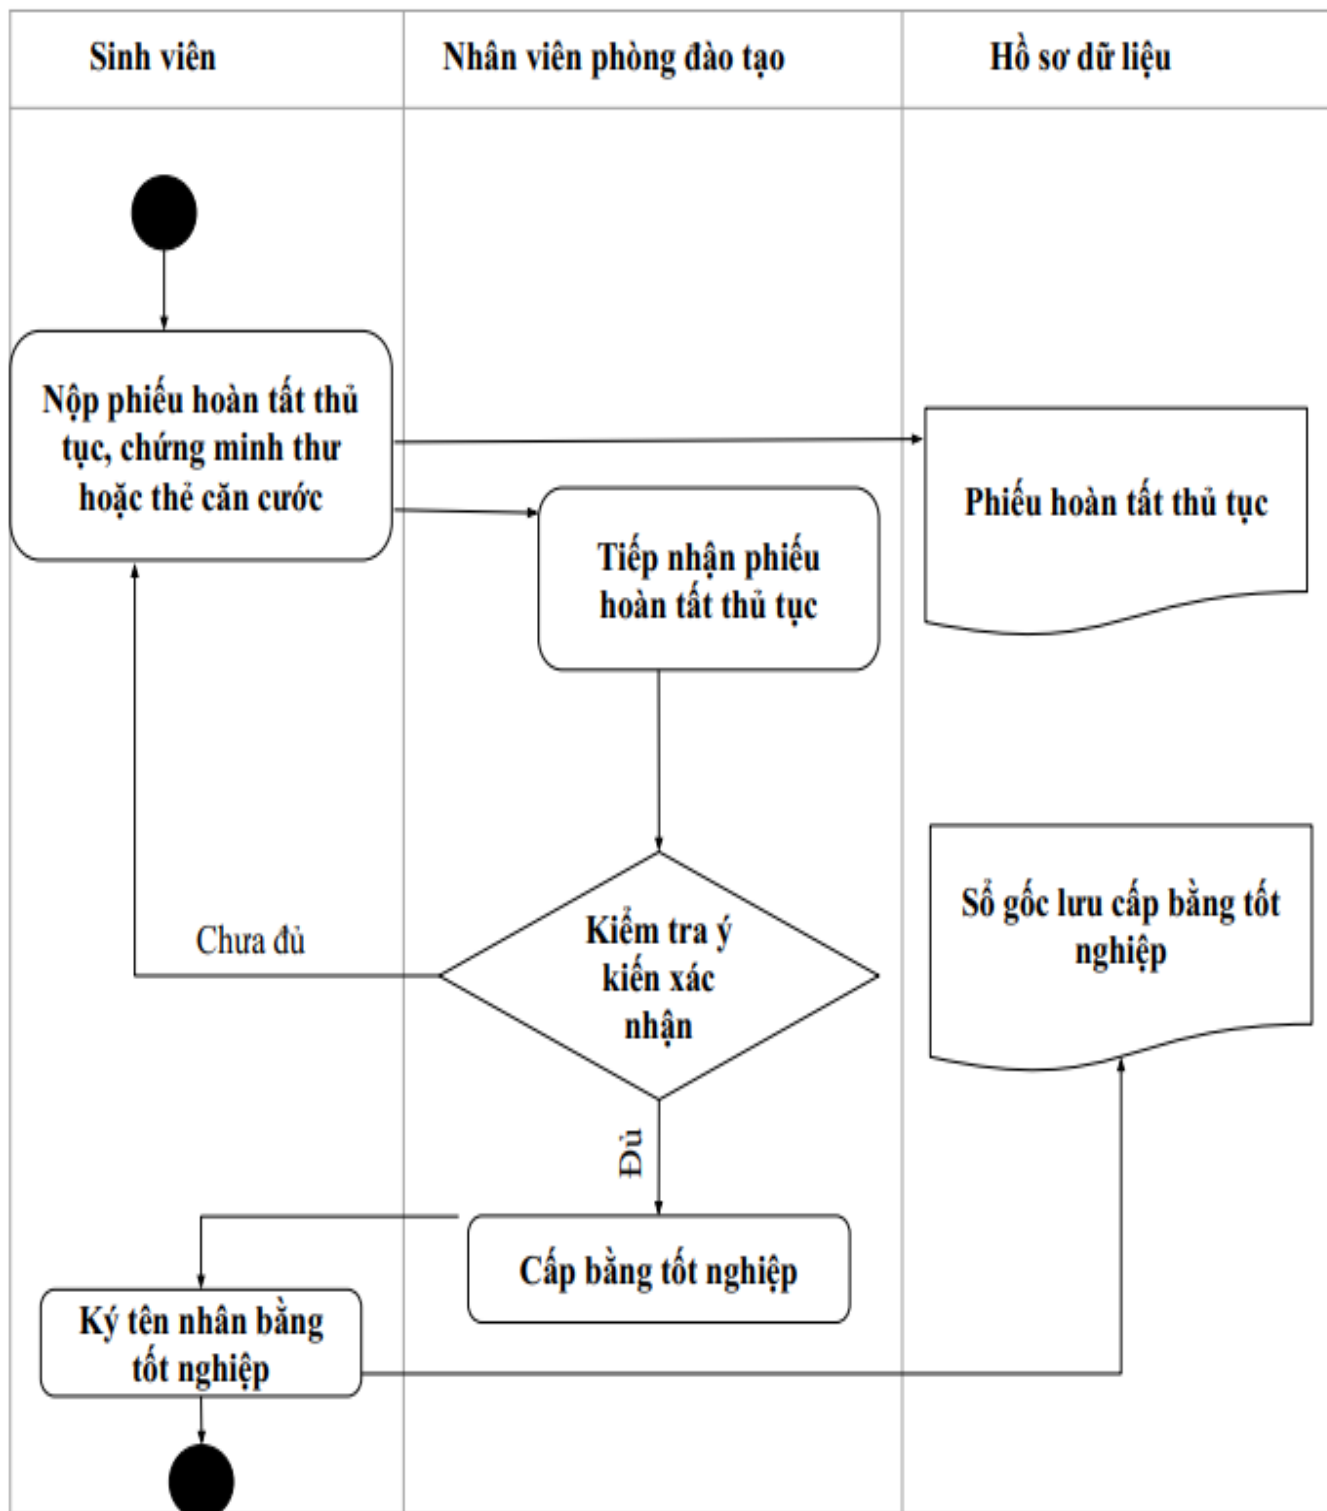 Sinh viên
Nhân viên phòng đào tạo
Hồ sơ dữ liệu
Nộp phiếu hoàn tất thủ
tục, chứng minh thư
hoặc thẻ căn cước
Phiếu hoàn tất thủ tục
Tiếp nhận phiếu
hoàn tất thủ tục
Sổ gốc lưu cấp bằng tốt
nghiệp
Chưa đủ
Kiểm tra ý
kiến xác
nhận
Đủ
Cấp bằng tốt nghiệp
Ký tên nhân bằng
tốt nghiệp